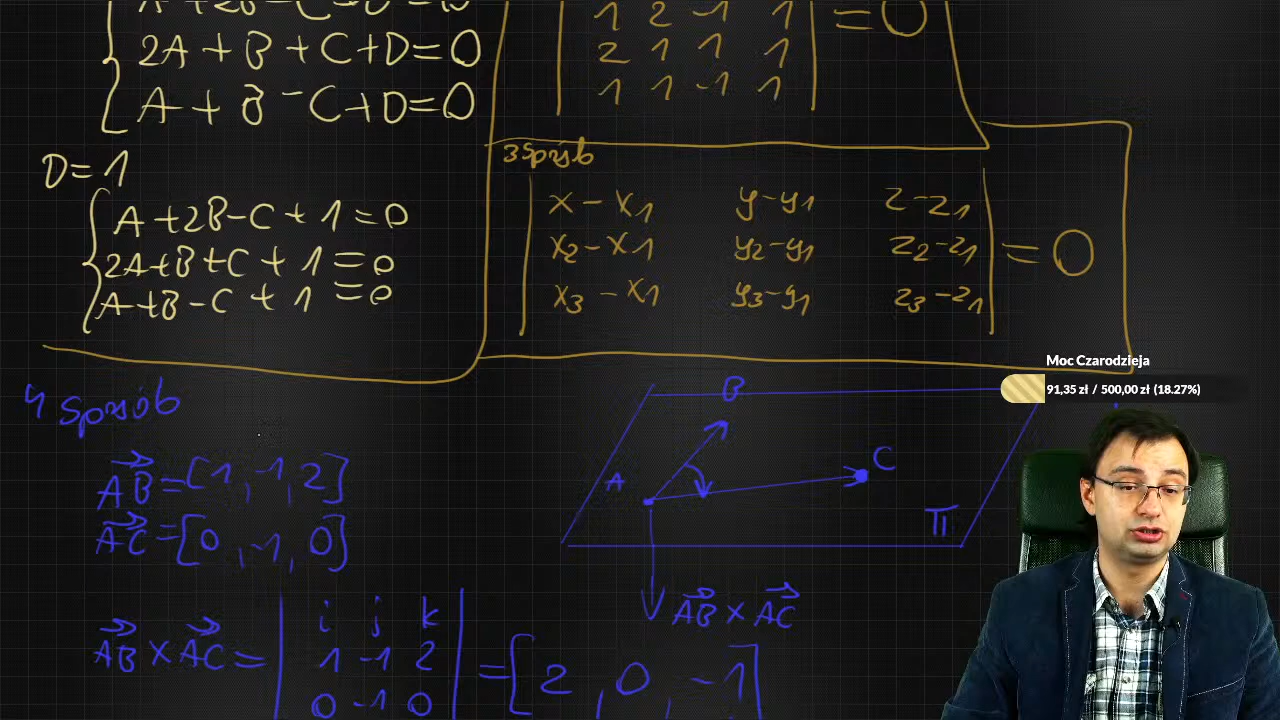 A + 2B - C + D = 0
2A + B + C + D = 0
A + B - C + D = 0
D = 1
A + 2B - C + 1 = 0
2A + B + C + 1 = 0
A + B - C + 1 = 0
1 2 -1 1 = 0
2 1 1 1
1 1 -1 1
3 sposób
x - x1 y - y1 z - z1
x2 - x1 y2 - y1 z2 - z1 = 0
x3 - x1 y3 - y1 z3 - z1
Moc Czarodzieja
91,35 zł / 500,00 zł (18.27%)
4 sposób
AB = [1, -1, 2]
AC = [0, -1, 0]
B
A
C
π
AB × AC
i j k
AB × AC = 1 -1 2 = [2, 0, -1]
0 -1 0